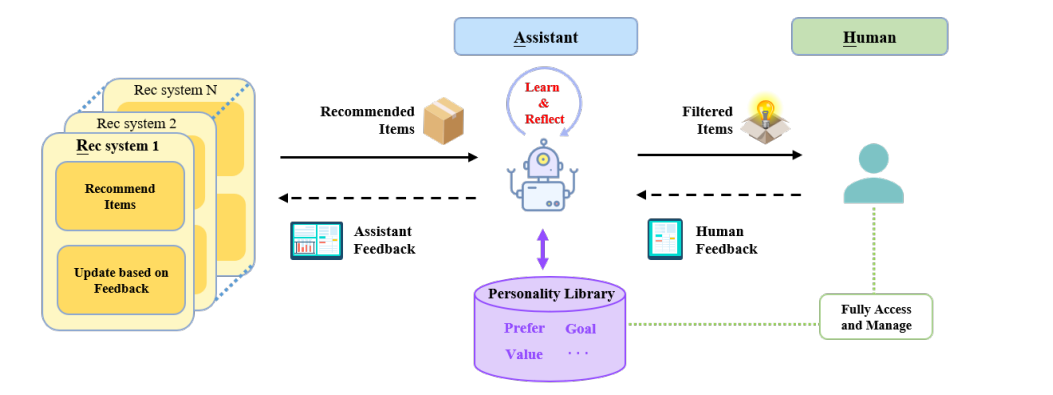 Assistant
Human
Rec system N
Rec system 2
Rec system 1
Recommend
Items
Update based on
Feedback
Recommended
Items
Learn
&
Reflect
Filtered
Items
Assistant
Feedback
Human
Feedback
Personality Library
Prefer Goal
Value ...
Fully Access
and Manage